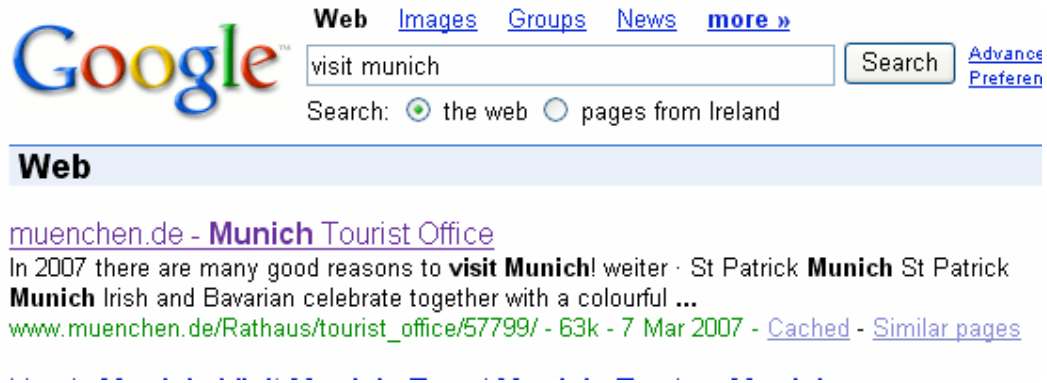 Google™
Web Images Groups News more »
visit munich Search Advance
Preferen
Search: the web pages from Ireland
Web
muenchen.de - Munich Tourist Office
In 2007 there are many good reasons to visit Munich! weiter · St Patrick Munich St Patrick
Munich Irish and Bavarian celebrate together with a colourful ...
www.muenchen.de/Rathaus/tourist_office/57799/ - 63k - 7 Mar 2007 - Cached - Similar pages